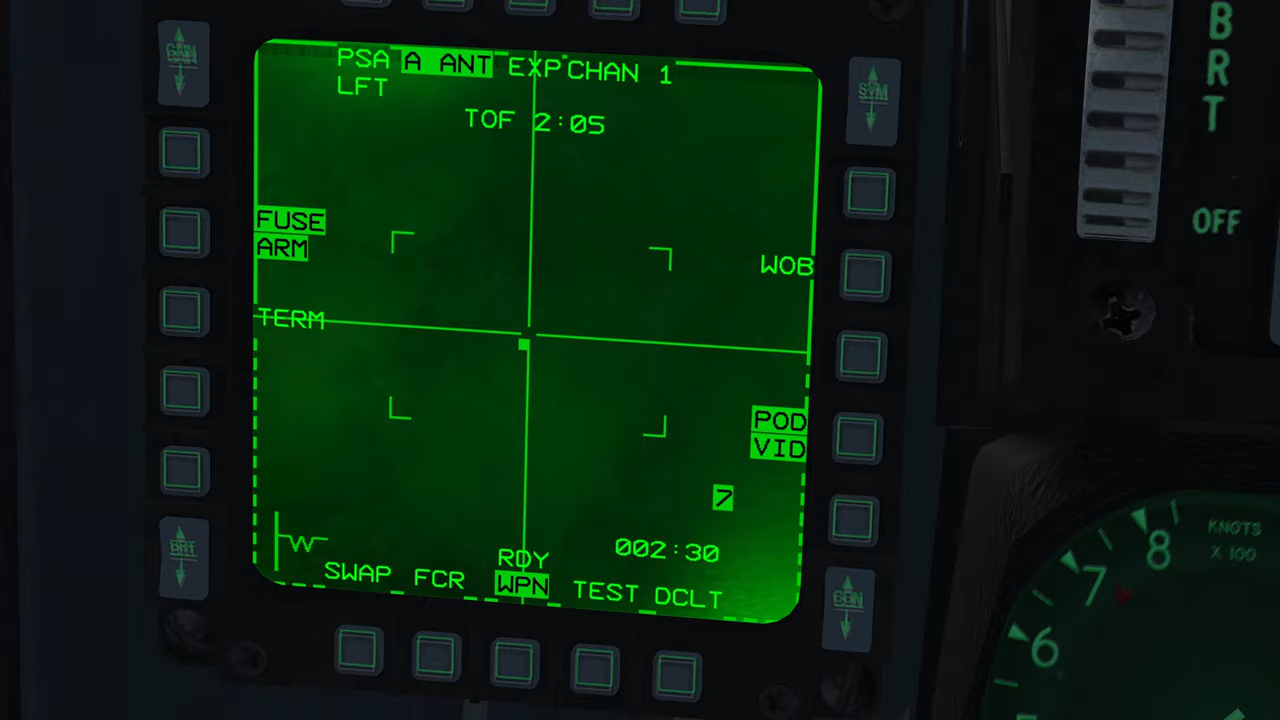 PSA A ANT EXP CHAN 1
LFT
TOF 2:05
GAIN
SYM
FUSE
ARM
WOB
TERM
POD
VID
7
W
RDY
002:30
SWAP FCR WPN TEST DCLT
BRT
CON
B
R
T
OFF
KNOTS
X 100
8
7
6